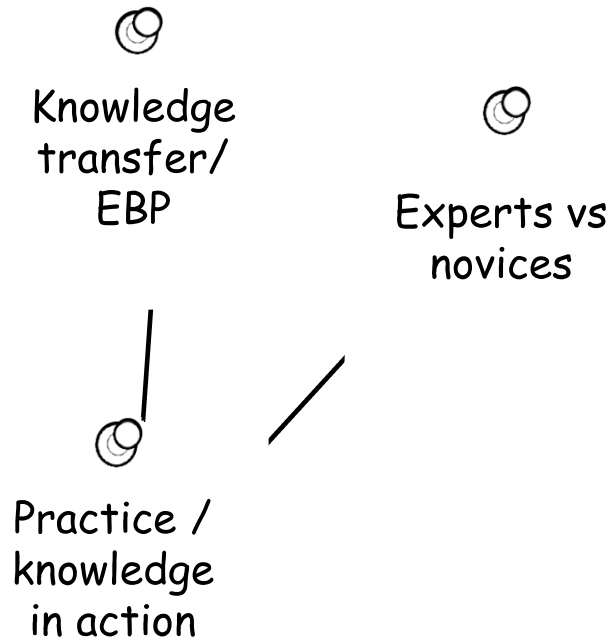 Knowledge
transfer/
EBP
Experts vs
novices
Practice /
knowledge
in action